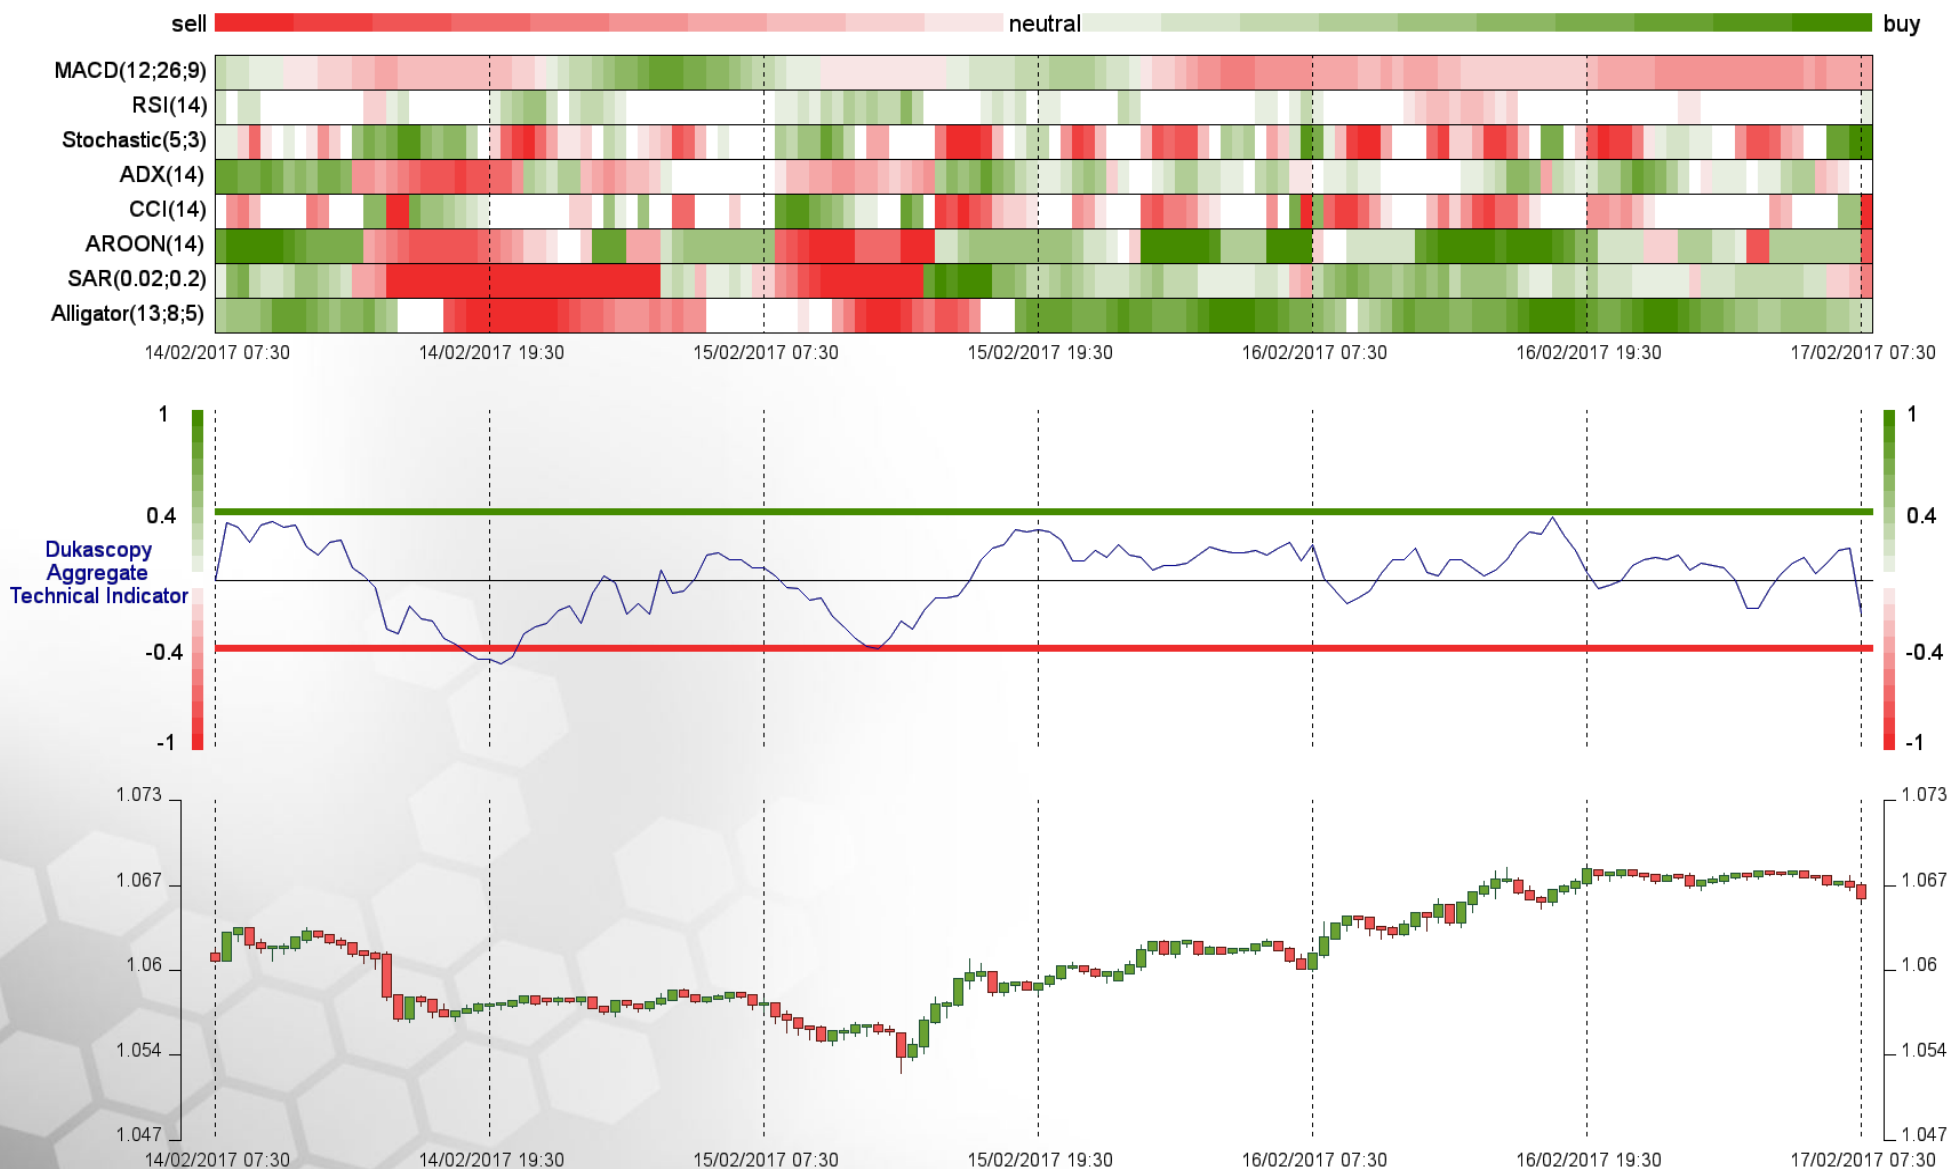 sell neutral buy
MACD(12;26;9)
RSI(14)
Stochastic(5;3)
ADX(14)
CCI(14)
AROON(14)
SAR(0.02;0.2)
Alligator(13;8;5)
14/02/2017 07:30 14/02/2017 19:30 15/02/2017 07:30 15/02/2017 19:30 16/02/2017 07:30 16/02/2017 19:30 17/02/2017 07:30
1 1
0.4 0.4
Dukascopy
Aggregate
Technical Indicator
-0.4 -0.4
-1 -1
1.073 1.073
1.067 1.067
1.06 1.06
1.054 1.054
1.047 1.047
14/02/2017 07:30 14/02/2017 19:30 15/02/2017 07:30 15/02/2017 19:30 16/02/2017 07:30 16/02/2017 19:30 17/02/2017 07:30